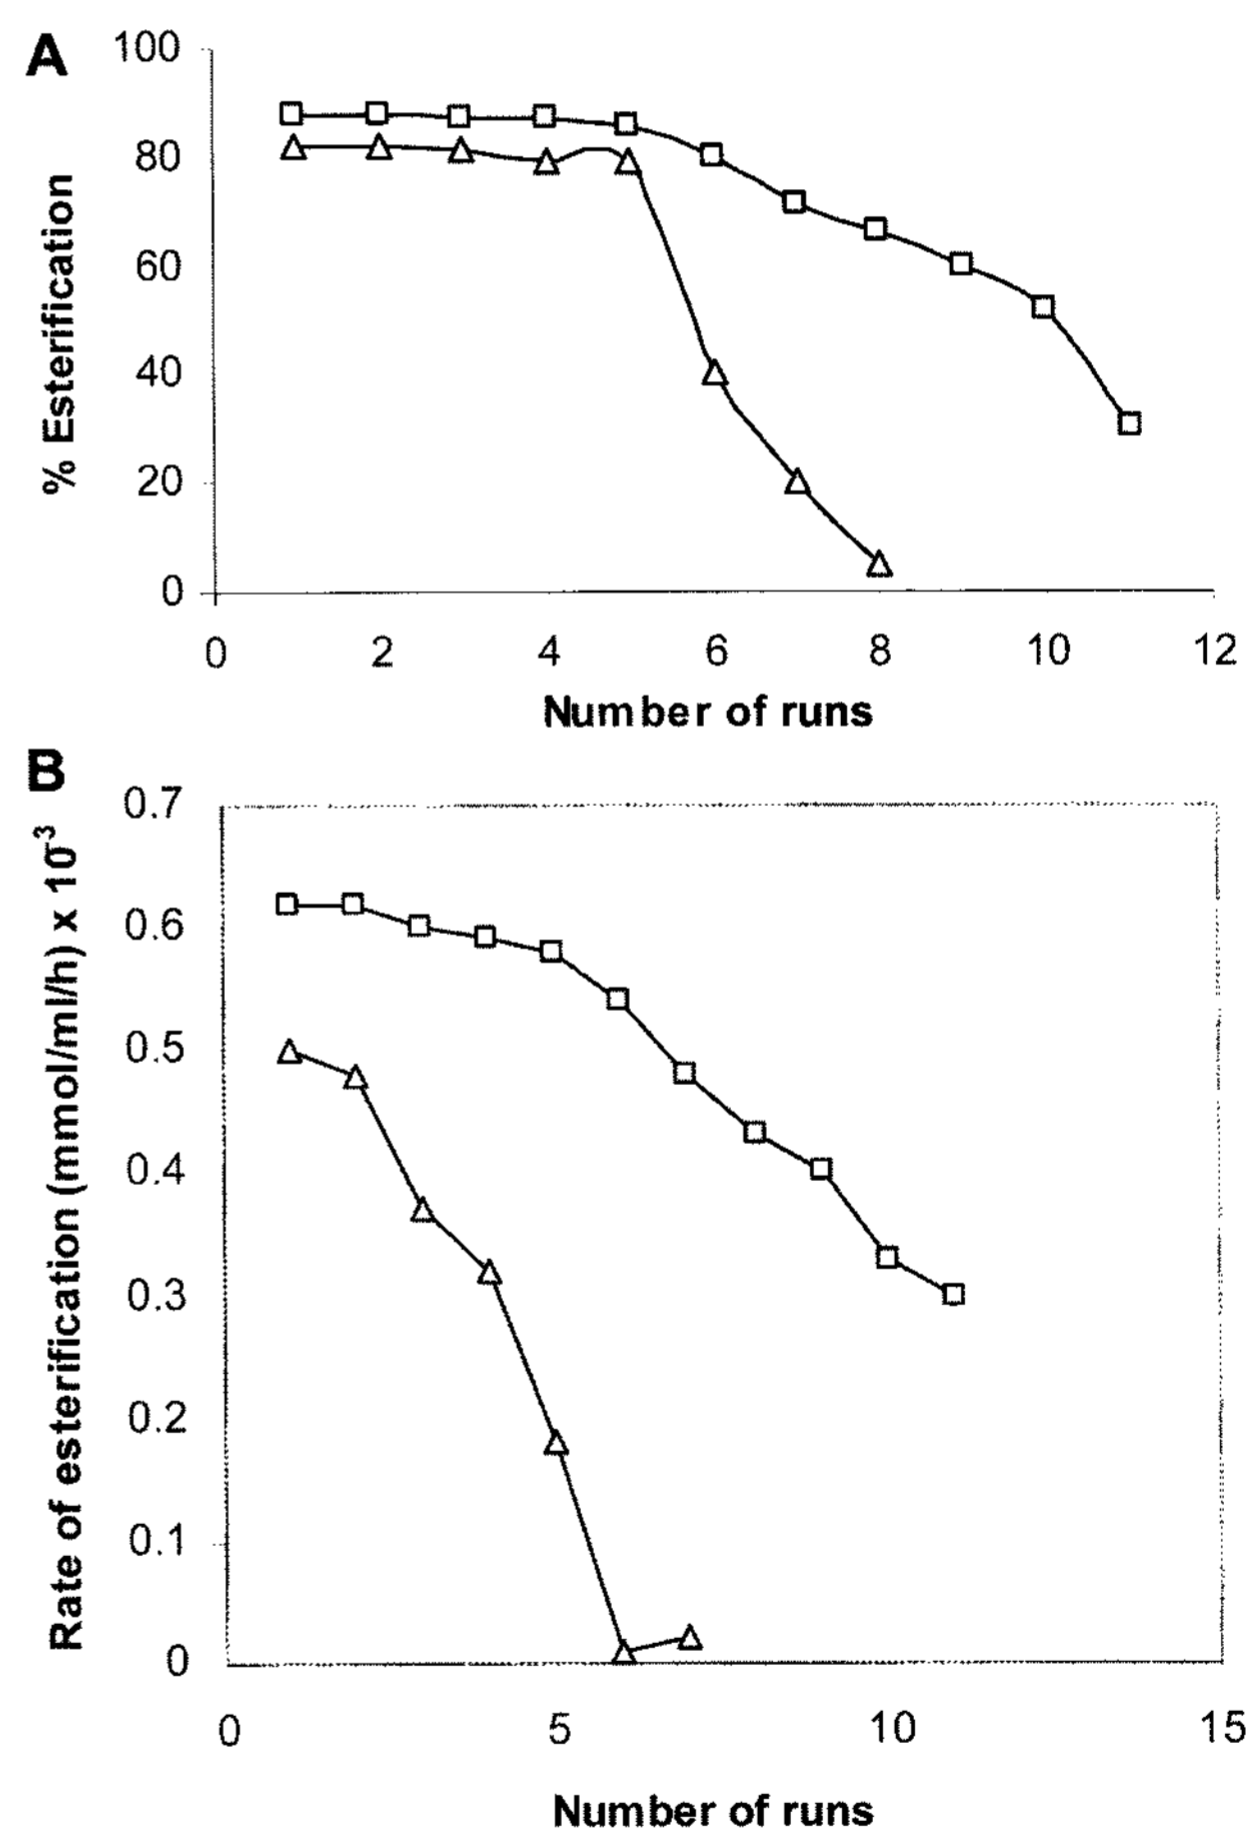 A
100
80
60
40
20
0
% Esterification
0 2 4 6 8 10 12
Number of runs
B
0.7
0.6
0.5
0.4
0.3
0.2
0.1
0
Rate of esterification (mmol/ml/h) x 10⁻³
0 5 10 15
Number of runs